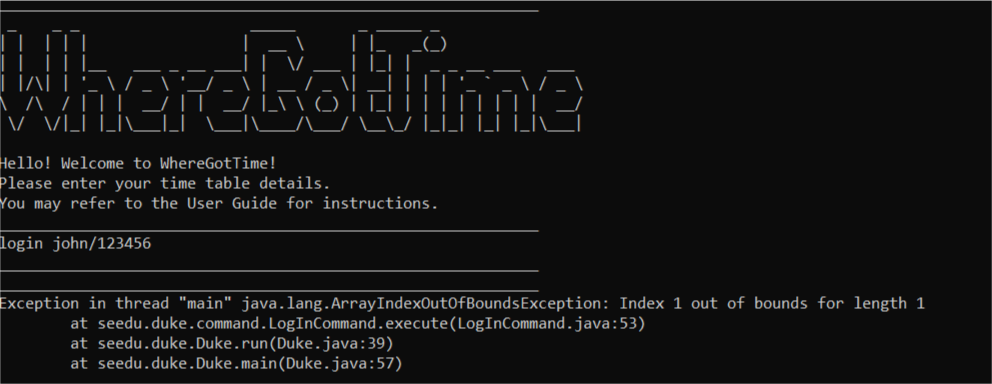 WhereGotTime
Hello! Welcome to WhereGotTime!
Please enter your time table details.
You may refer to the User Guide for instructions.
login john/123456
Exception in thread "main" java.lang.ArrayIndexOutOfBoundsException: Index 1 out of bounds for length 1
at seedu.duke.command.LogInCommand.execute(LogInCommand.java:53)
at seedu.duke.Duke.run(Duke.java:39)
at seedu.duke.Duke.main(Duke.java:57)